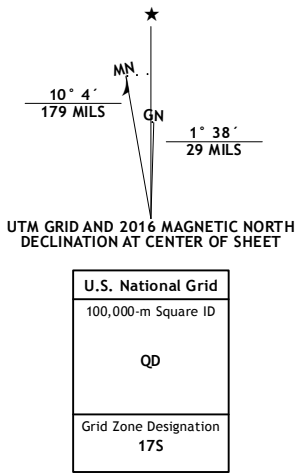 ★
MN
GN
10° 4´
179 MILS
1° 38´
29 MILS
UTM GRID AND 2016 MAGNETIC NORTH
DECLINATION AT CENTER OF SHEET
U.S. National Grid
100,000-m Square ID
QD
Grid Zone Designation
17S